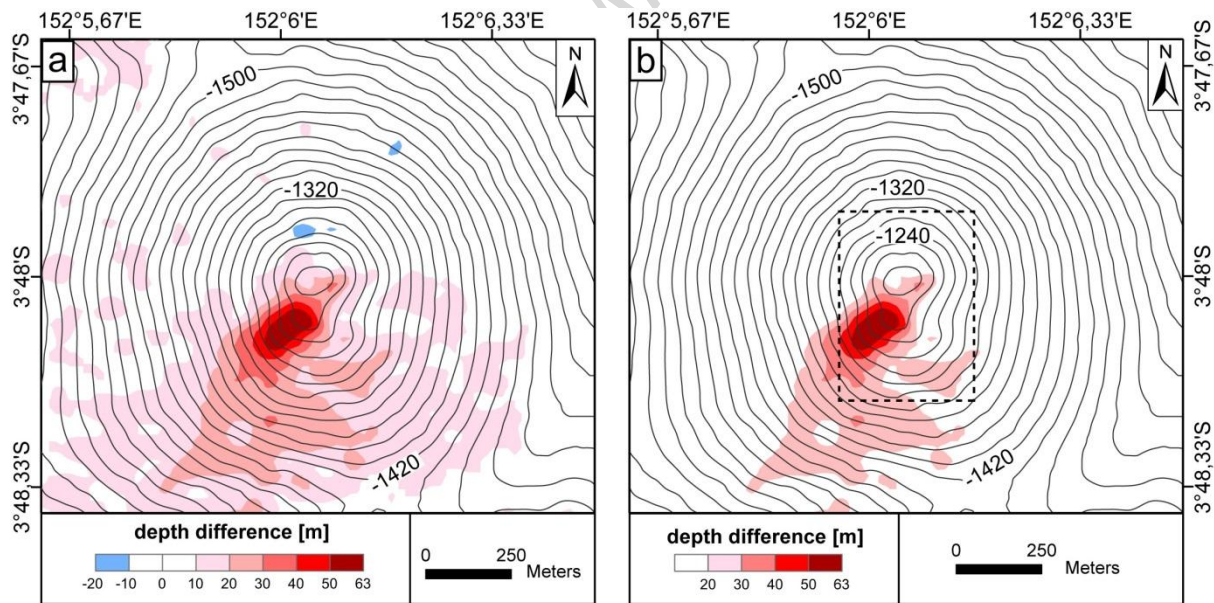 152°5,67'E 152°6'E 152°6,33'E 152°5,67'E 152°6'E 152°6,33'E
a
N
3°47,67'S
3°48'S
3°48,33'S
-1500
-1320
-1420
depth difference [m]
-20 -10 0 10 20 30 40 50 63
0 250
Meters
b
N
3°47,67'S
3°48'S
3°48,33'S
-1500
-1320
-1240
-1420
depth difference [m]
20 30 40 50 63
0 250
Meters